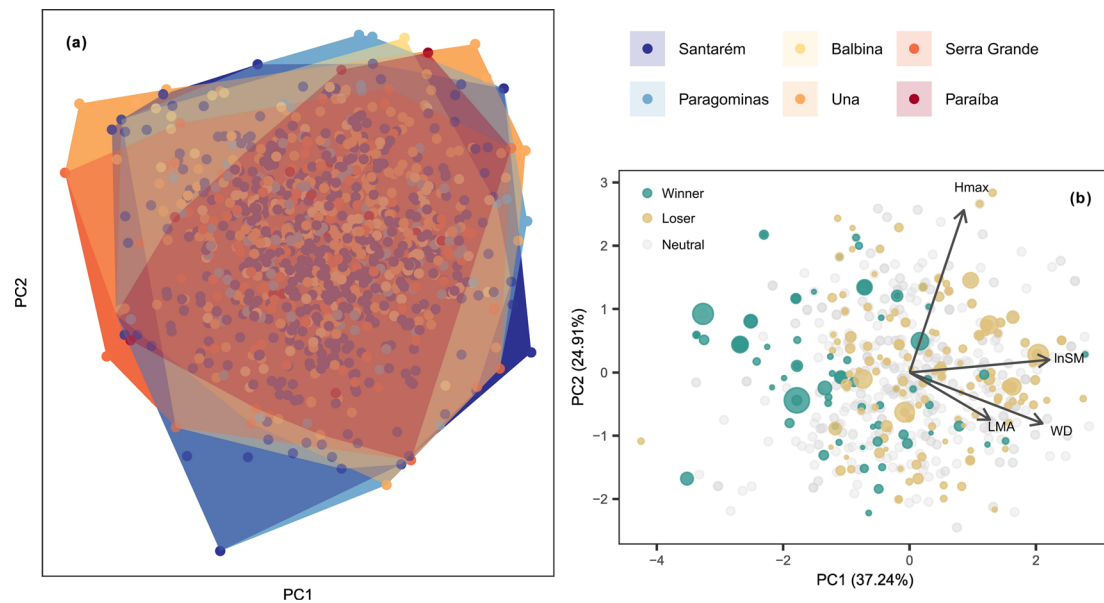 (a)
PC2
PC1
Santarém
Balbina
Serra Grande
Paragominas
Una
Paraíba
(b)
Winner
Loser
Neutral
Hmax
lnSM
LMA
WD
3
2
1
0
−1
−2
PC2 (24.91%)
−4
−2
0
2
PC1 (37.24%)